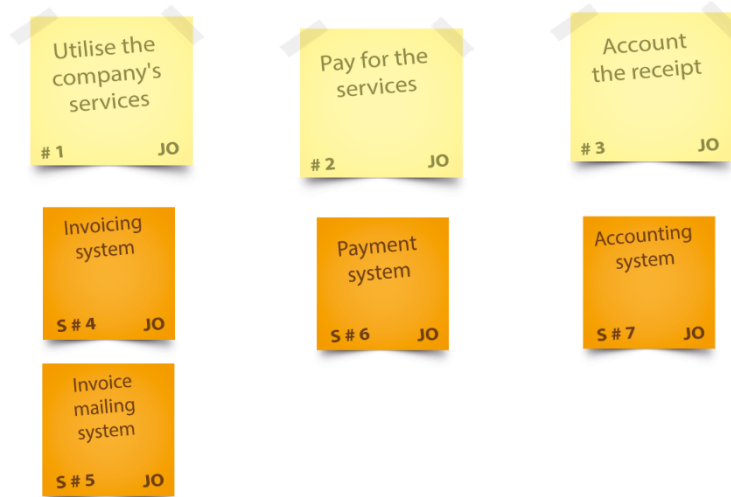 Utilise the
company's
services
# 1 JO
Pay for the
services
# 2 JO
Account
the receipt
# 3 JO
Invoicing
system
S # 4 JO
Payment
system
S # 6 JO
Accounting
system
S # 7 JO
Invoice
mailing
system
S # 5 JO